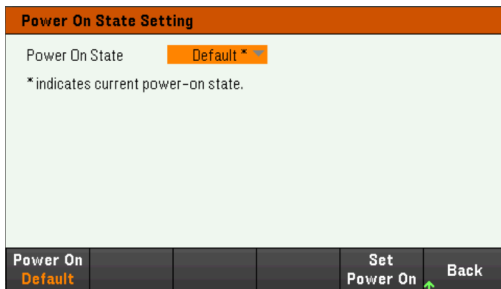 Power On State Setting
Power On State Default *
* indicates current power-on state.
Power On
Default
Set
Power On
Back